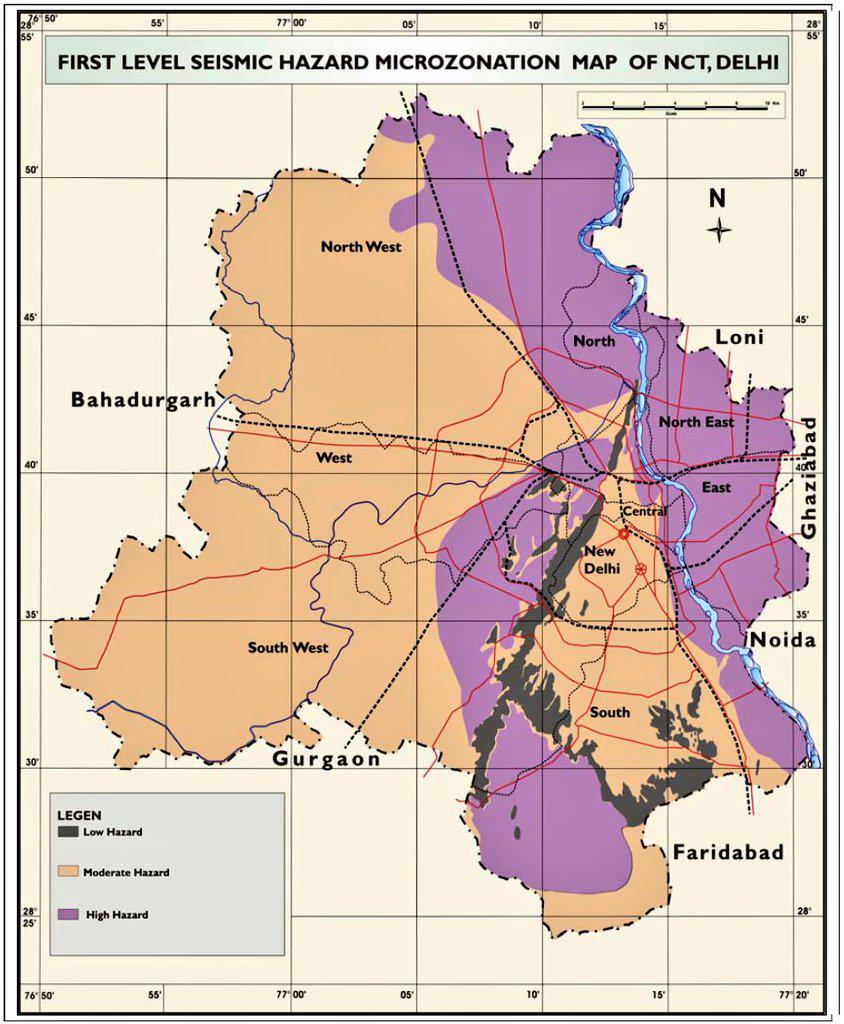 76° 50'
55'
77° 00'
05'
10'
15'
28°
55'
28°
55'
FIRST LEVEL SEISMIC HAZARD MICROZONATION MAP OF NCT, DELHI
Scale
50'
50'
N
North West
45'
45'
North
Loni
Bahadurgarh
North East
West
40'
40'
East
Ghaziabad
Central
New
Delhi
35'
35'
Noida
South West
South
30'
30'
Gurgaon
LEGEN
Low Hazard
Moderate Hazard
High Hazard
Faridabad
28°
25'
28°
76° 50'
55'
77° 00'
05'
10'
15'
77° 20'